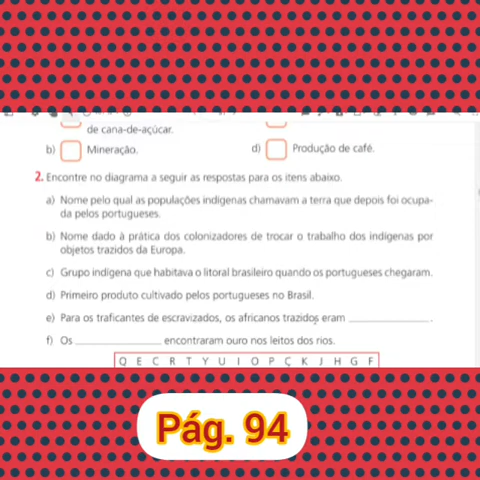 de cana-de-açúcar.
b) Mineração.
d) Produção de café.
2. Encontre no diagrama a seguir as respostas para os itens abaixo.
a) Nome pelo qual as populações indígenas chamavam a terra que depois foi ocupa-
da pelos portugueses.
b) Nome dado à prática dos colonizadores de trocar o trabalho dos indígenas por
objetos trazidos da Europa.
c) Grupo indígena que habitava o litoral brasileiro quando os portugueses chegaram.
d) Primeiro produto cultivado pelos portugueses no Brasil.
e) Para os traficantes de escravizados, os africanos trazidos eram ______________.
f) Os ______________ encontraram ouro nos leitos dos rios.
Q E C R T Y U I O P Ç K J H G F
Pág. 94